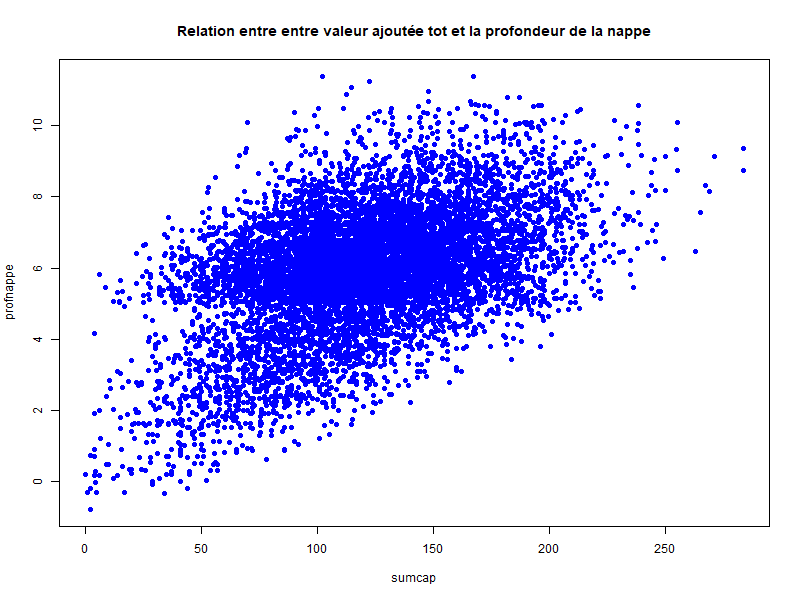 Relation entre entre valeur ajoutée tot et la profondeur de la nappe
profnappe
10
8
6
4
2
0
0 50 100 150 200 250
sumcap